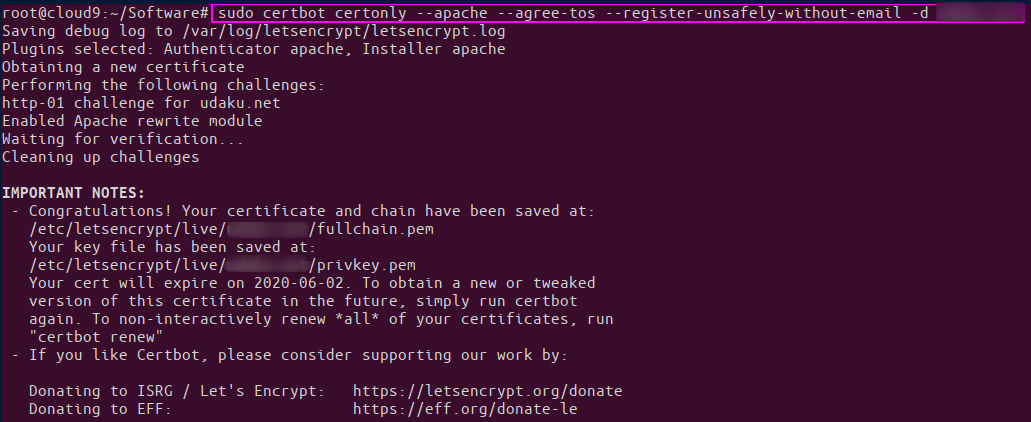 root@cloud9:~/Software# sudo certbot certonly --apache --agree-tos --register-unsafely-without-email -d
Saving debug log to /var/log/letsencrypt/letsencrypt.log
Plugins selected: Authenticator apache, Installer apache
Obtaining a new certificate
Performing the following challenges:
http-01 challenge for udaku.net
Enabled Apache rewrite module
Waiting for verification...
Cleaning up challenges
IMPORTANT NOTES:
- Congratulations! Your certificate and chain have been saved at:
/etc/letsencrypt/live/ /fullchain.pem
Your key file has been saved at:
/etc/letsencrypt/live/ /privkey.pem
Your cert will expire on 2020-06-02. To obtain a new or tweaked
version of this certificate in the future, simply run certbot
again. To non-interactively renew *all* of your certificates, run
"certbot renew"
- If you like Certbot, please consider supporting our work by:
Donating to ISRG / Let's Encrypt: https://letsencrypt.org/donate
Donating to EFF: https://eff.org/donate-le